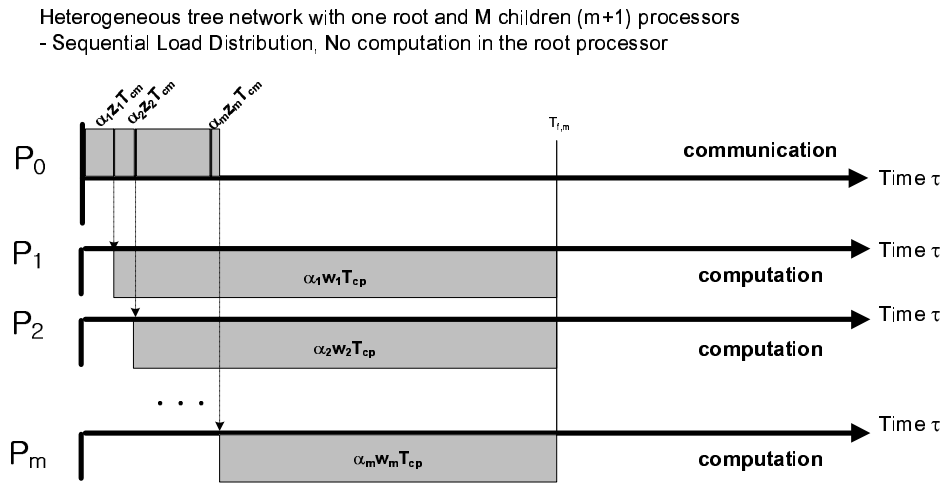 Heterogeneous tree network with one root and M children (m+1) processors
- Sequential Load Distribution, No computation in the root processor
α₁z₁Tcm
α₂z₂Tcm
αmzmTcm
Tf,m
P₀
communication
Time τ
P₁
α₁w₁Tcp
computation
Time τ
P₂
α₂w₂Tcp
computation
Time τ
. . .
Pm
αmwmTcp
computation
Time τ